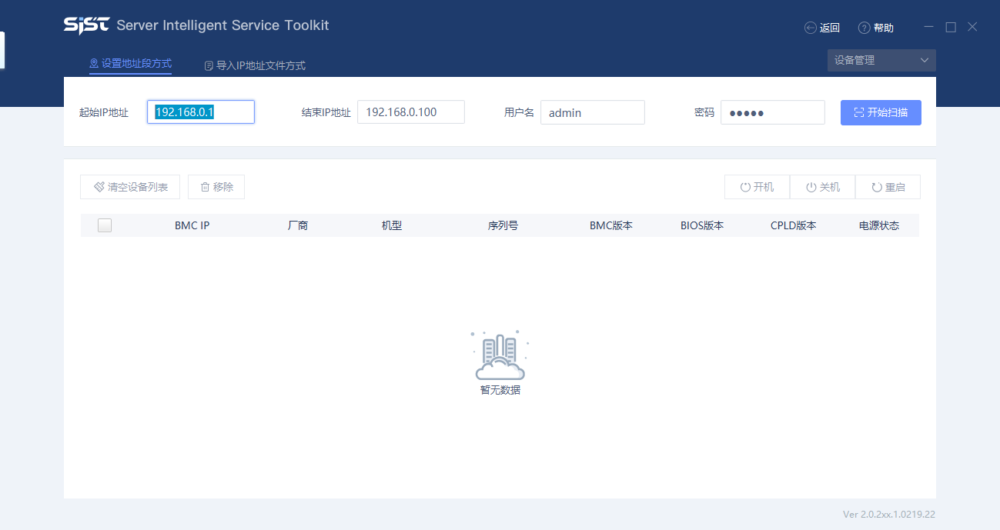 SIST Server Intelligent Service Toolkit
返回
帮助
设置地址段方式
导入IP地址文件方式
设备管理
起始IP地址 192.168.0.1
结束IP地址 192.168.0.100
用户名 admin
密码 ●●●●●
开始扫描
清空设备列表
移除
开机
关机
重启
BMC IP 厂商 机型 序列号 BMC版本 BIOS版本 CPLD版本 电源状态
暂无数据
Ver 2.0.2xx.1.0219.22